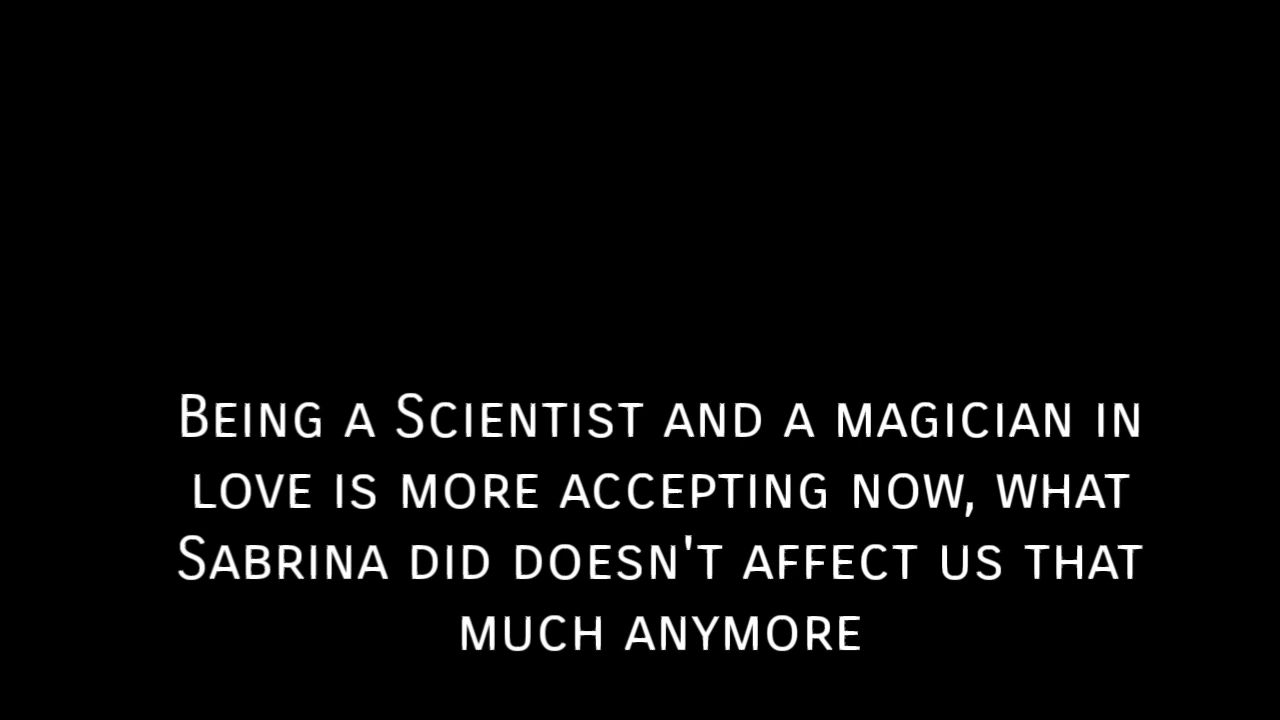 Being a Scientist and a magician in
love is more accepting now, what
Sabrina did doesn't affect us that
much anymore